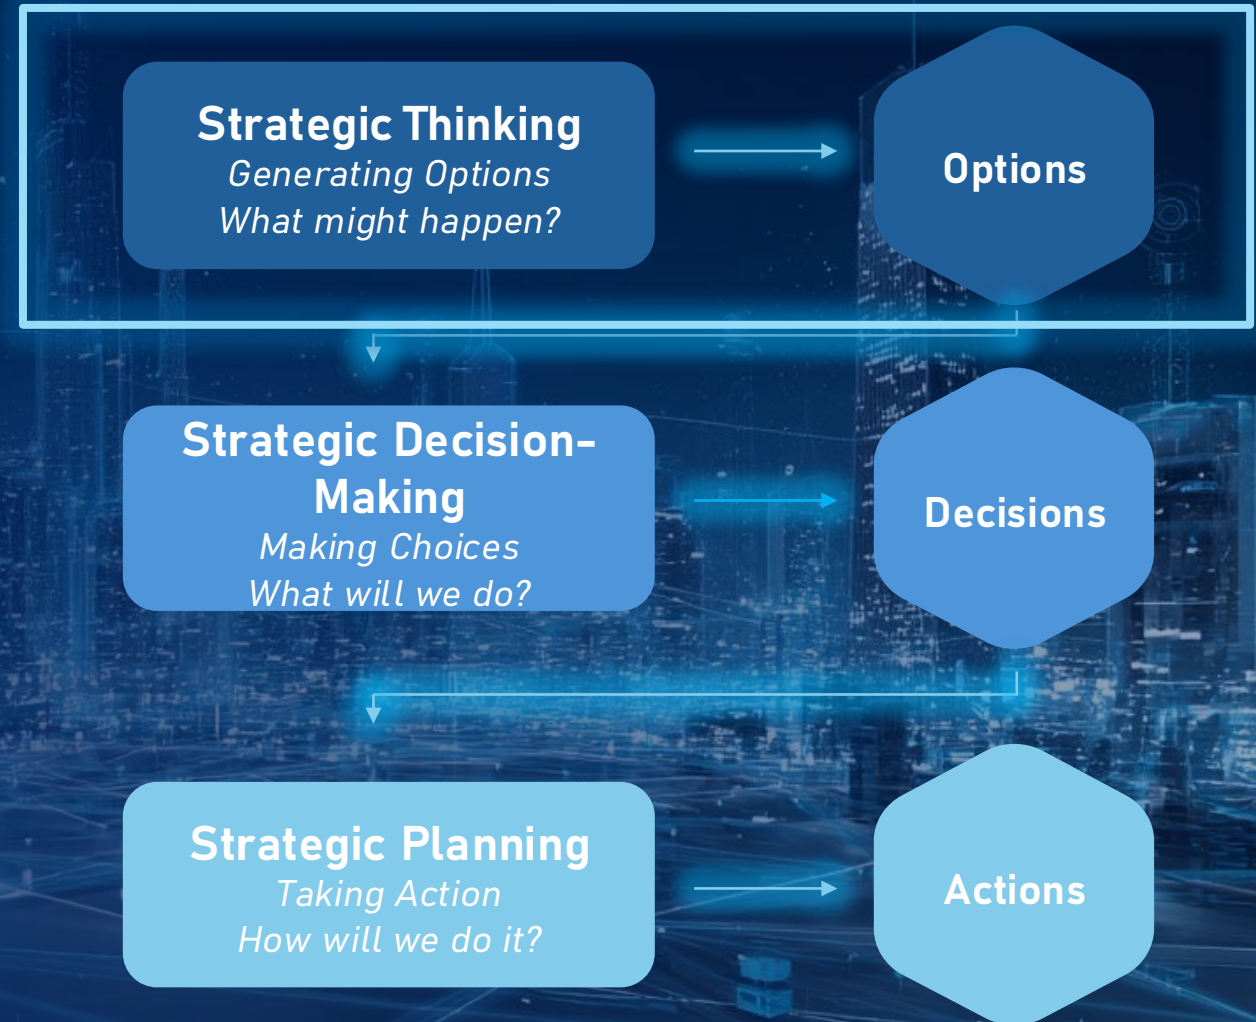 Strategic Thinking
Generating Options
What might happen?
Options
Strategic Decision-
Making
Making Choices
What will we do?
Decisions
Strategic Planning
Taking Action
How will we do it?
Actions